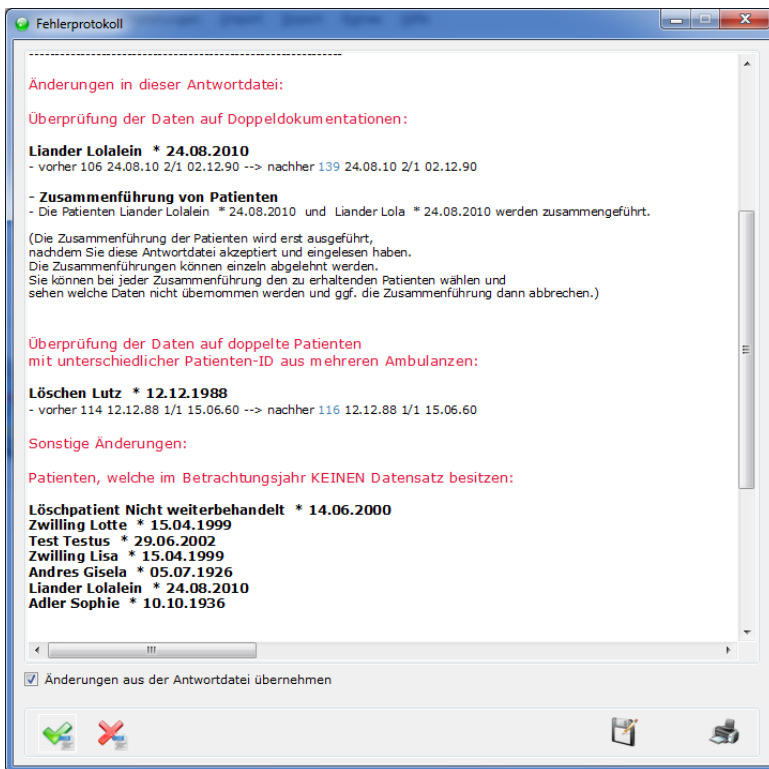 Fehlerprotokoll
Import Export Extras Hilfe
------------------------------------------------------------
Änderungen in dieser Antwortdatei:
Überprüfung der Daten auf Doppeldokumentationen:
Liander Lolalein * 24.08.2010
- vorher 106 24.08.10 2/1 02.12.90 --> nachher 139 24.08.10 2/1 02.12.90
- Zusammenführung von Patienten
- Die Patienten Liander Lolalein * 24.08.2010 und Liander Lola * 24.08.2010 werden zusammengeführt.
(Die Zusammenführung der Patienten wird erst ausgeführt,
nachdem Sie diese Antwortdatei akzeptiert und eingelesen haben.
Die Zusammenführungen können einzeln abgelehnt werden.
Sie können bei jeder Zusammenführung den zu erhaltenden Patienten wählen und
sehen welche Daten nicht übernommen werden und ggf. die Zusammenführung dann abbrechen.)
Überprüfung der Daten auf doppelte Patienten
mit unterschiedlicher Patienten-ID aus mehreren Ambulanzen:
Löschen Lutz * 12.12.1988
- vorher 114 12.12.88 1/1 15.06.60 --> nachher 116 12.12.88 1/1 15.06.60
Sonstige Änderungen:
Patienten, welche im Betrachtungsjahr KEINEN Datensatz besitzen:
Löschpatient Nicht weiterbehandelt * 14.06.2000
Zwilling Lotte * 15.04.1999
Test Testus * 29.06.2002
Zwilling Lisa * 15.04.1999
Andres Gisela * 05.07.1926
Liander Lolalein * 24.08.2010
Adler Sophie * 10.10.1936
Änderungen aus der Antwortdatei übernehmen